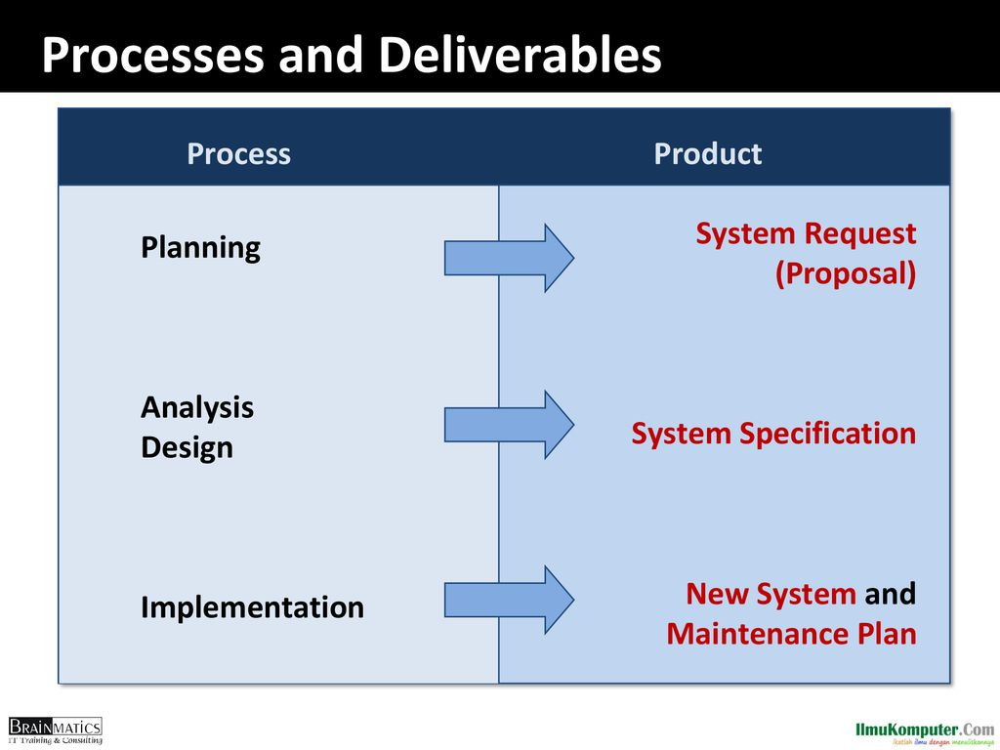 Processes and Deliverables
Process
Product
Planning
System Request
(Proposal)
Analysis
Design
System Specification
Implementation
New System and
Maintenance Plan
BRAINMATICS
IT Training & Consulting
IlmuKomputer.Com
Ikatlah ilmu dengan menuliskannya